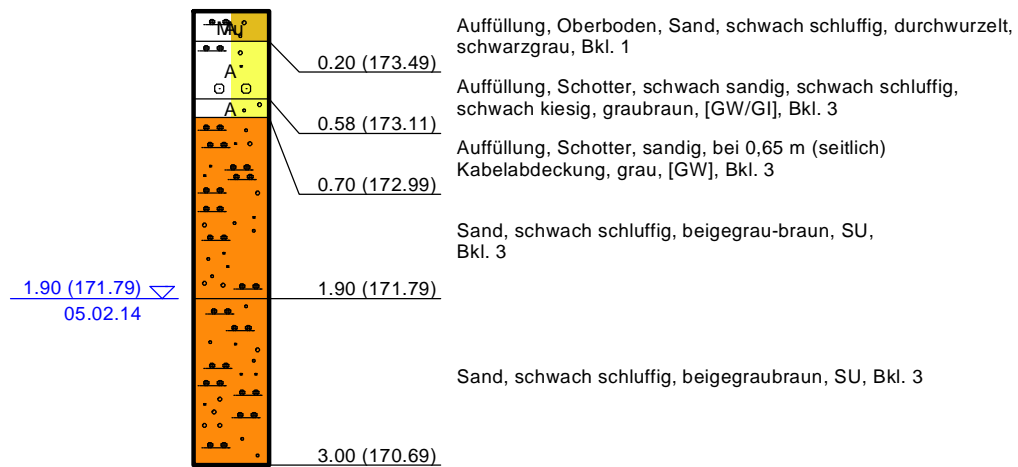 Mu
A
A
0.20 (173.49)
0.58 (173.11)
0.70 (172.99)
1.90 (171.79)
3.00 (170.69)
1.90 (171.79)
05.02.14
Auffüllung, Oberboden, Sand, schwach schluffig, durchwurzelt,
schwarzgrau, Bkl. 1
Auffüllung, Schotter, schwach sandig, schwach schluffig,
schwach kiesig, graubraun, [GW/GI], Bkl. 3
Auffüllung, Schotter, sandig, bei 0,65 m (seitlich)
Kabelabdeckung, grau, [GW], Bkl. 3
Sand, schwach schluffig, beigegrau-braun, SU,
Bkl. 3
Sand, schwach schluffig, beigegraubraun, SU, Bkl. 3